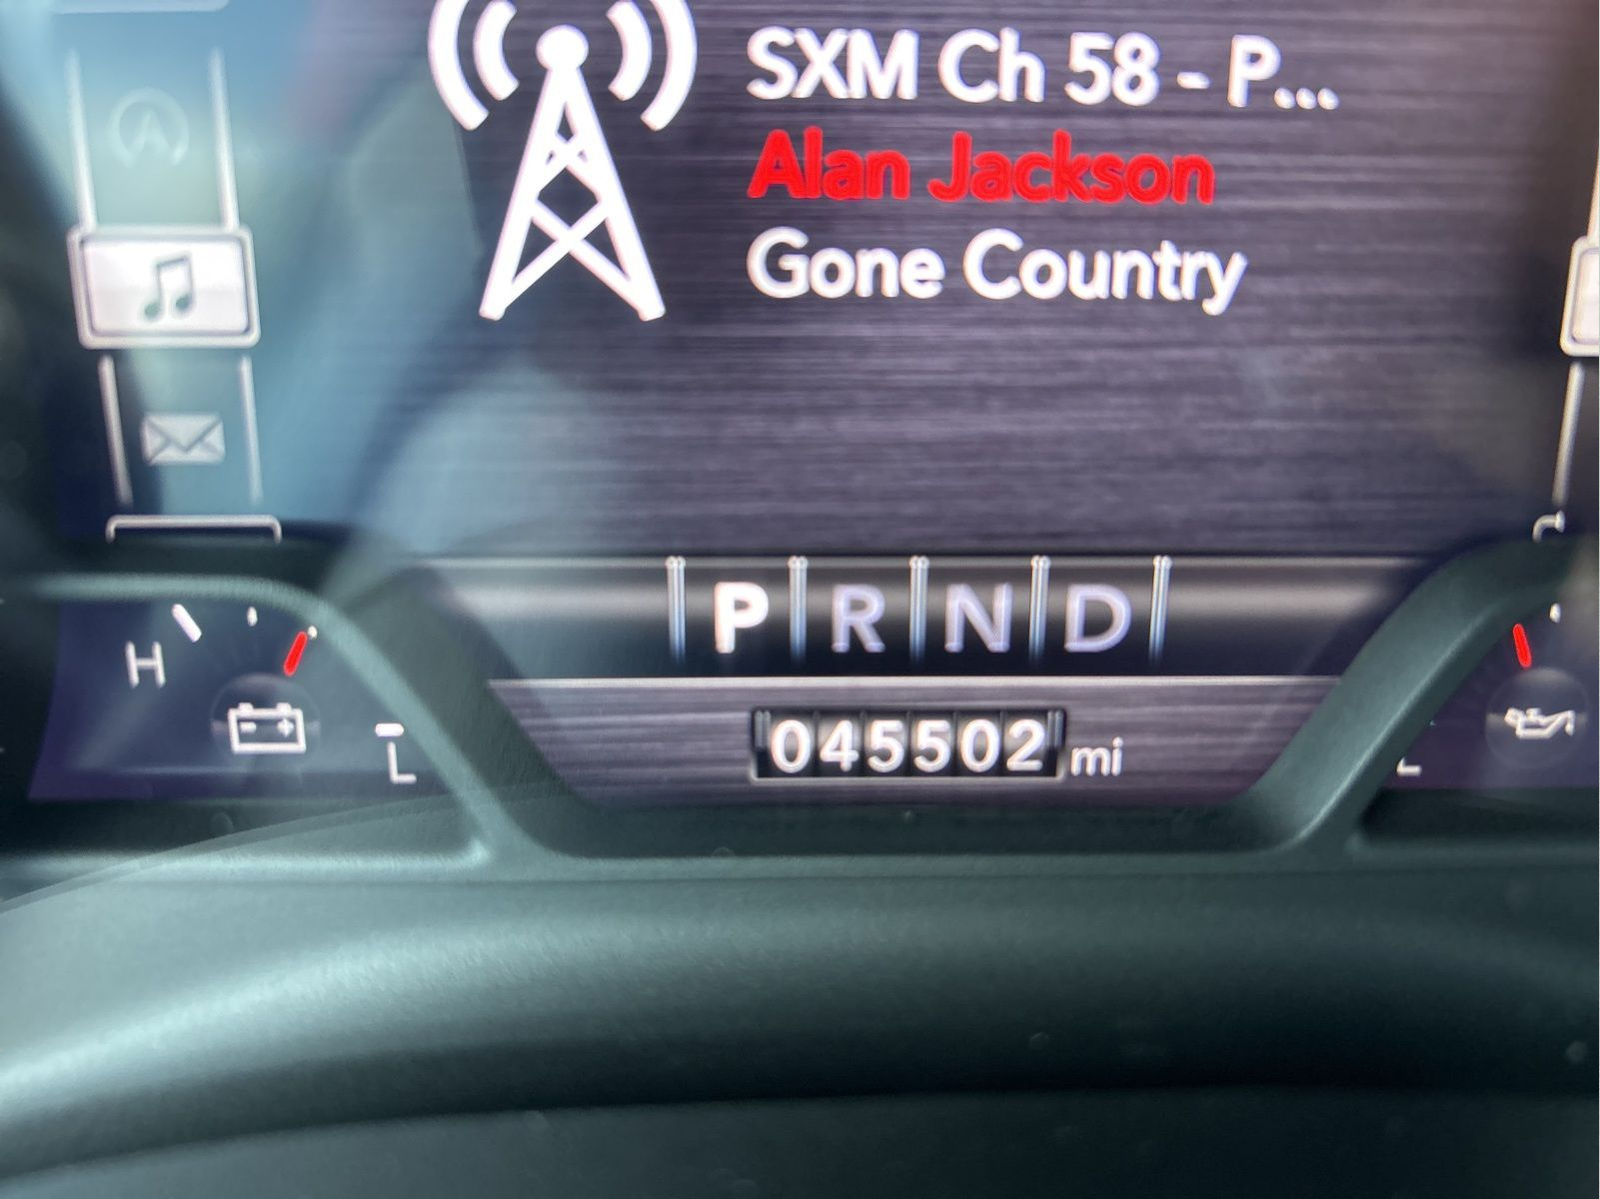 SXM Ch 58 - P...
Alan Jackson
Gone Country
P R N D
H
L
045502 mi
L